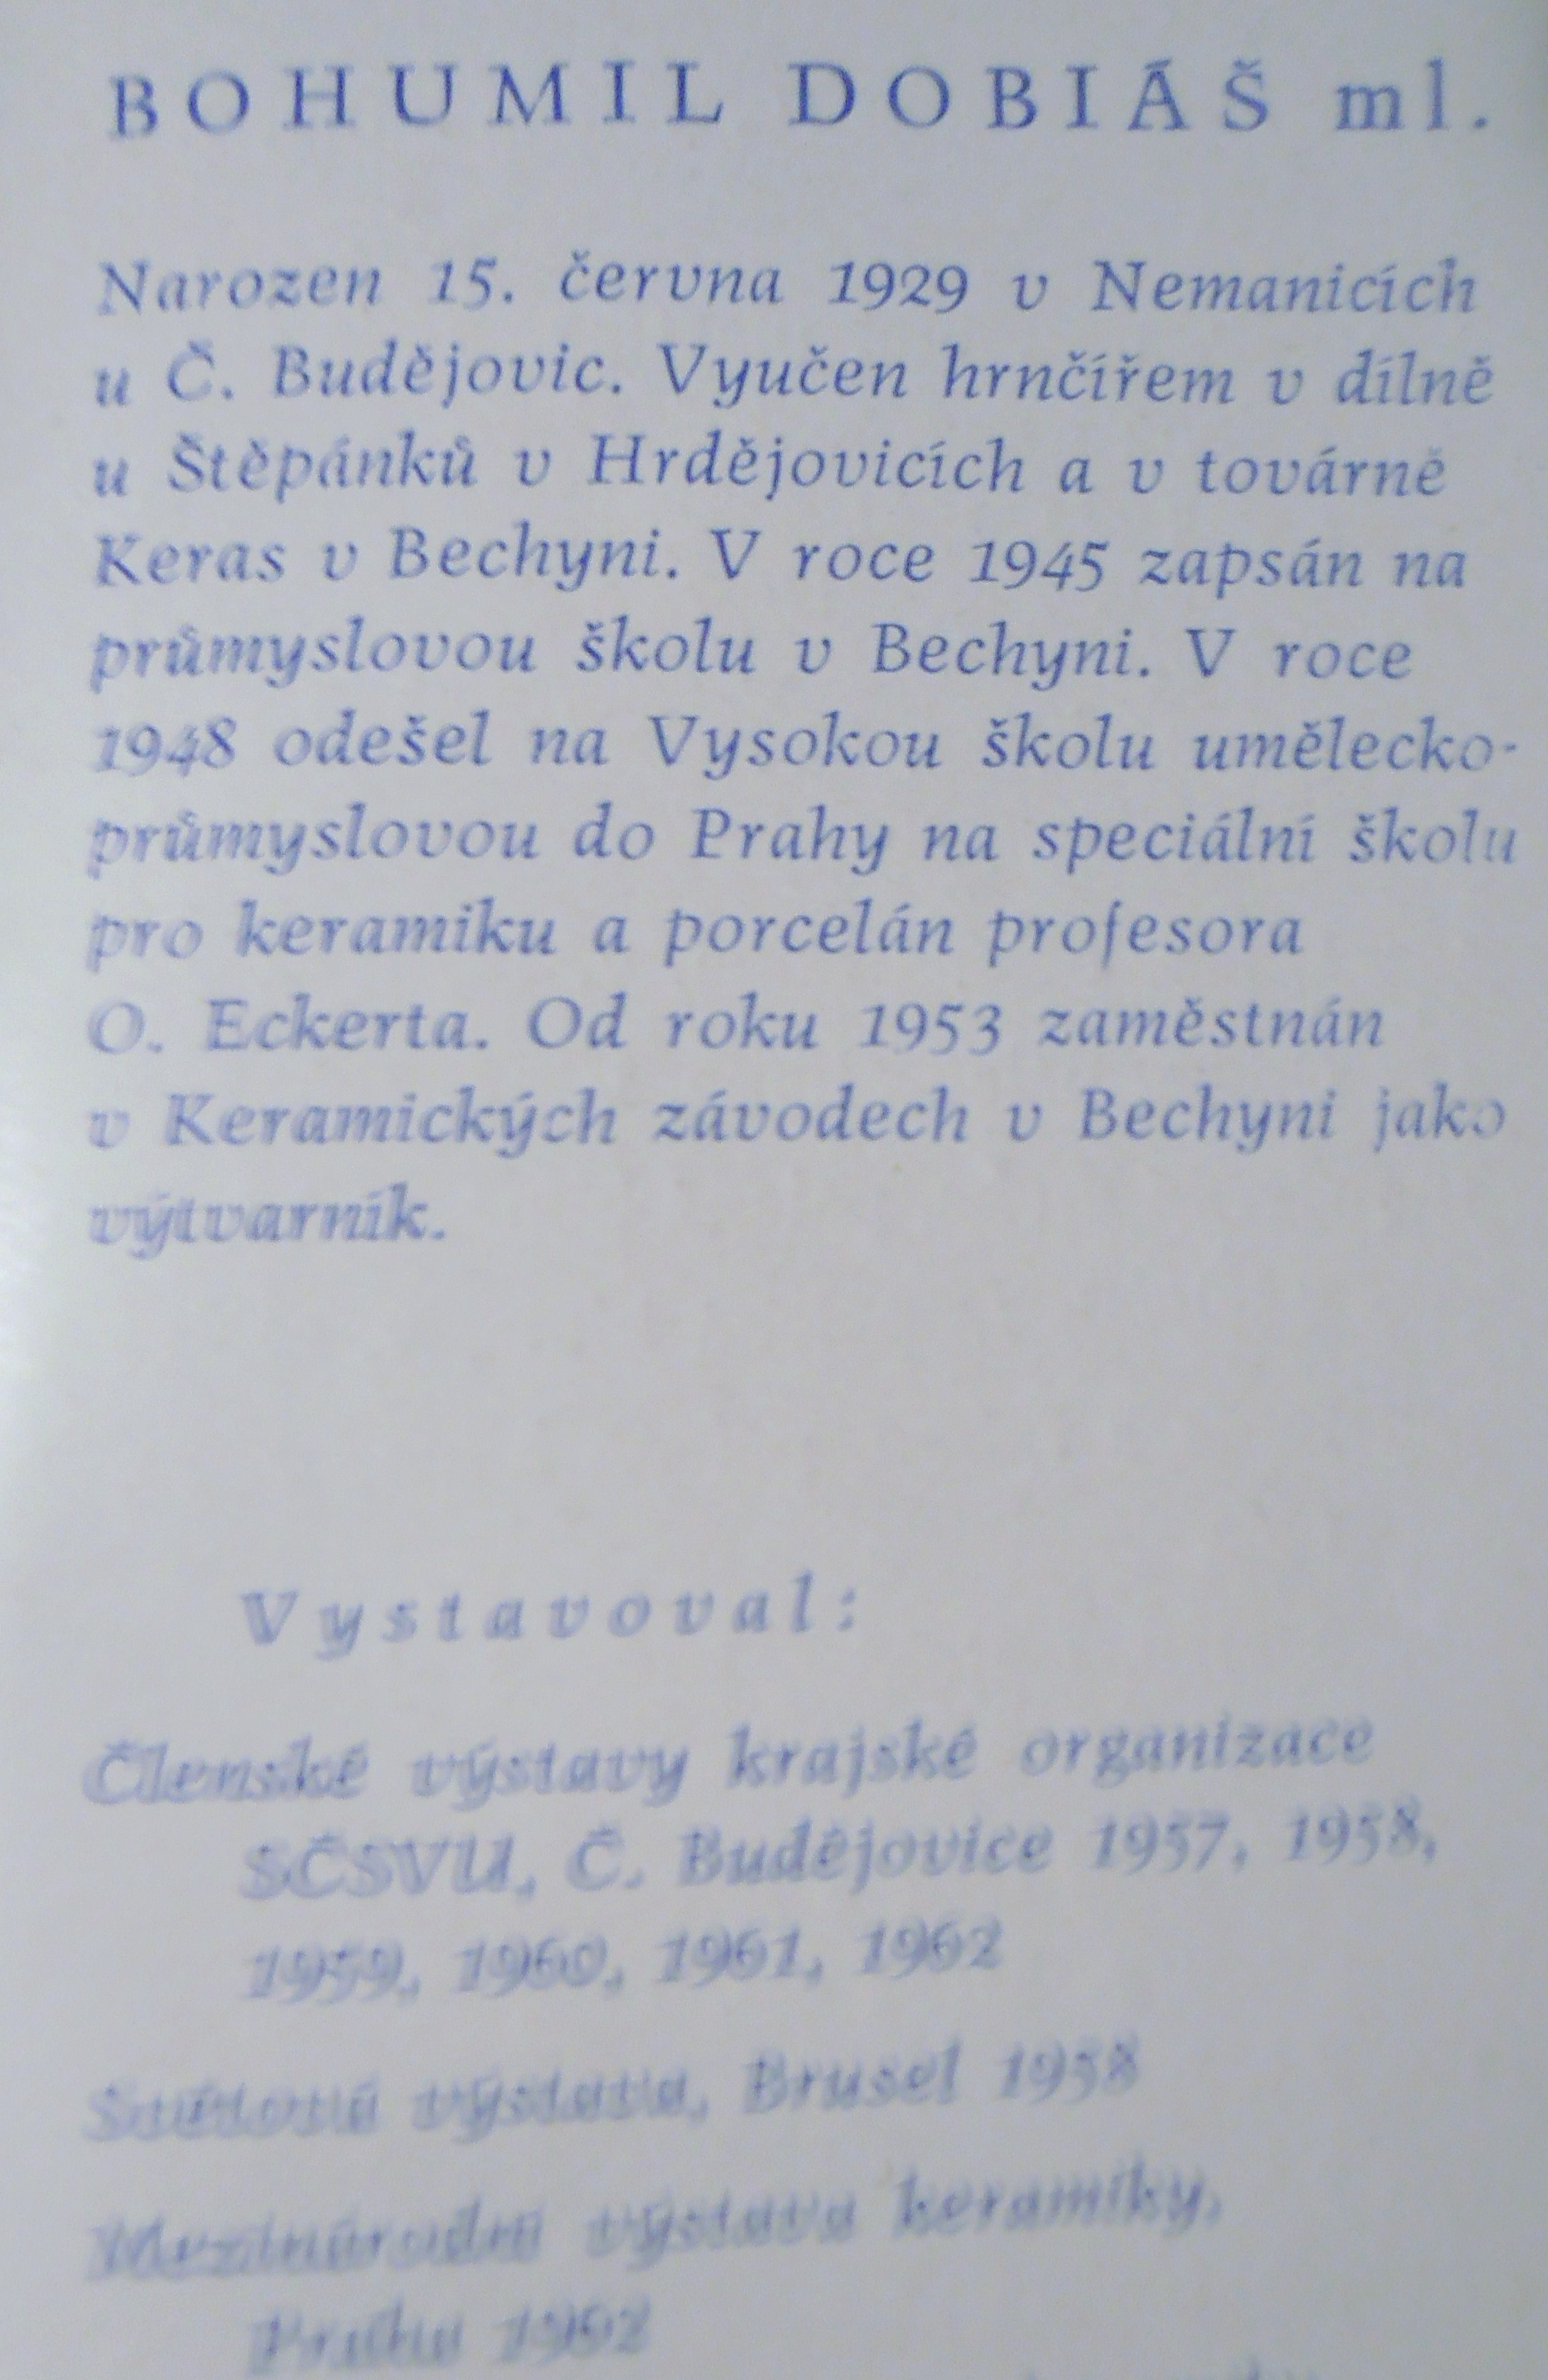 BOHUMIL DOBIÁŠ ml.
Narozen 15. června 1929 v Nemanicích
u Č. Budějovic. Vyučen hrnčířem v dílně
u Štěpánků v Hrdějovicích a v továrně
Keras v Bechyni. V roce 1945 zapsán na
průmyslovou školu v Bechyni. V roce
1948 odešel na Vysokou školu umělecko-
průmyslovou do Prahy na speciální školu
pro keramiku a porcelán profesora
O. Eckerta. Od roku 1953 zaměstnán
v Keramických závodech v Bechyni jako
výtvarník.
Vystavoval:
Členské výstavy krajské organizace
SČSVU, Č. Budějovice 1957, 1958,
1959, 1960, 1961, 1962
Světová výstava, Brusel 1958
Mezinárodní výstava keramiky,
Praha 1962